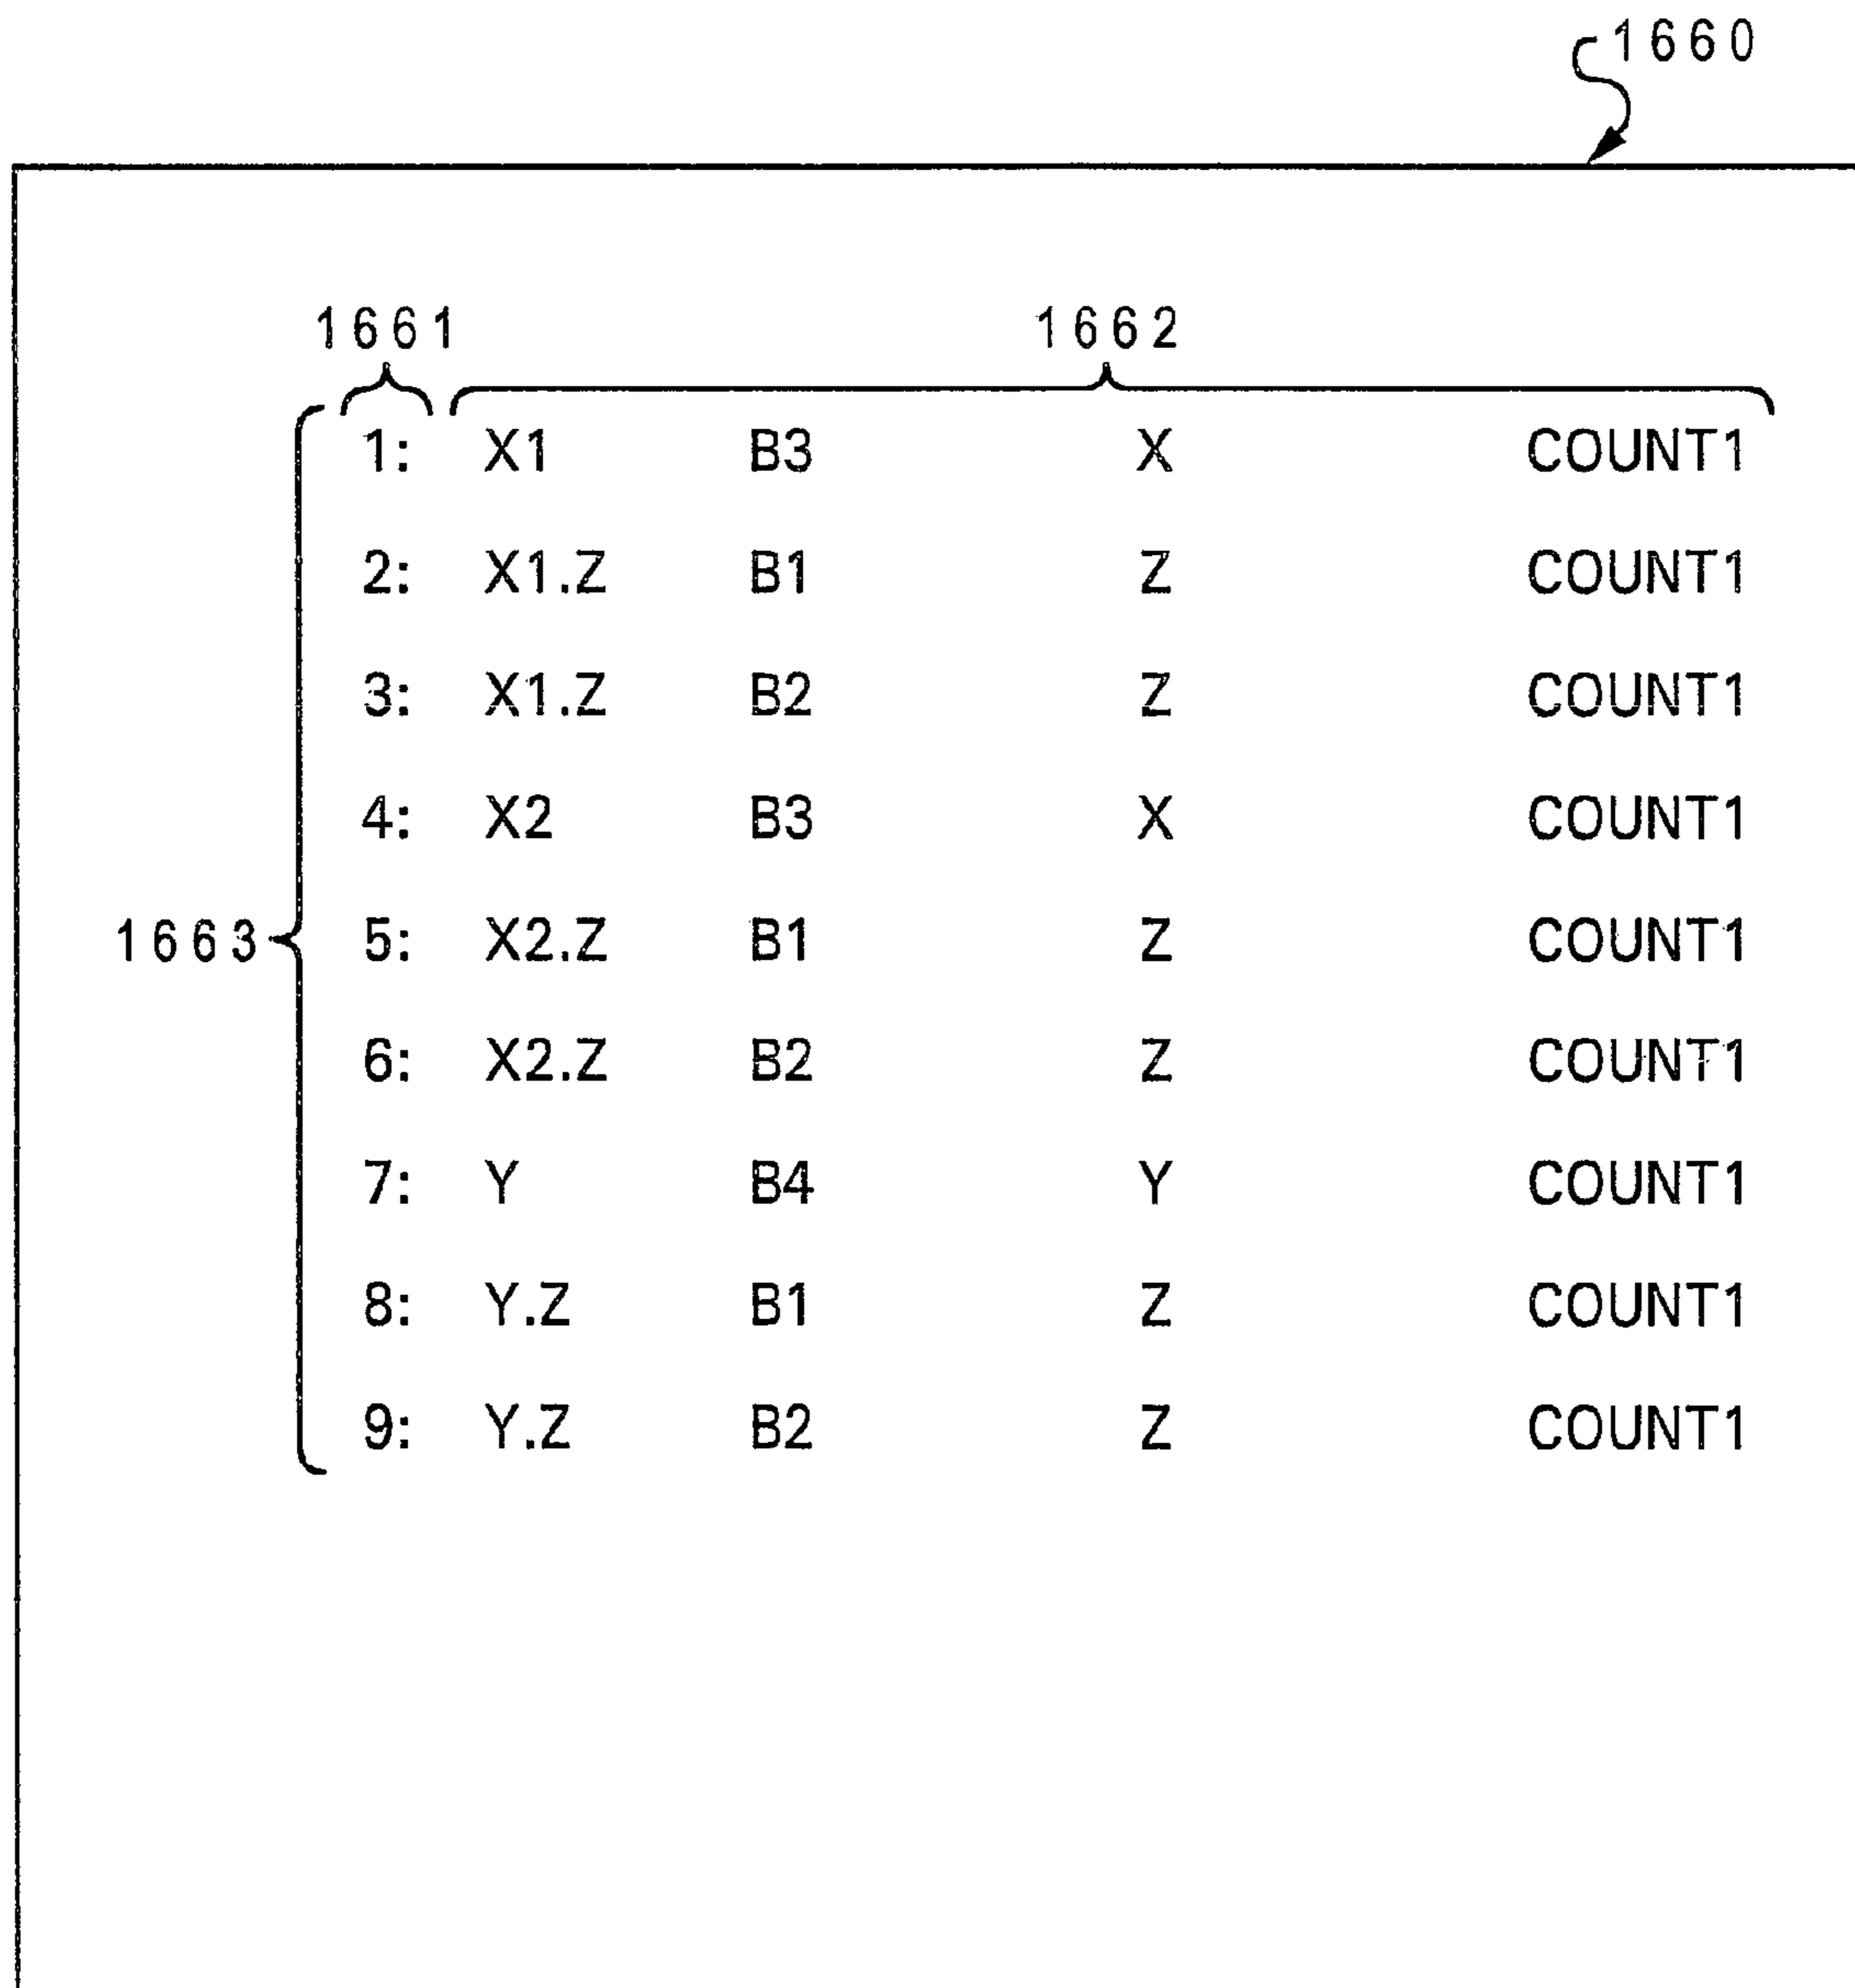 1660
1661 1662
1: X1 B3 X COUNT1
2: X1.Z B1 Z COUNT1
3: X1.Z B2 Z COUNT1
4: X2 B3 X COUNT1
1663 5: X2.Z B1 Z COUNT1
6: X2.Z B2 Z COUNT1
7: Y B4 Y COUNT1
8: Y.Z B1 Z COUNT1
9: Y.Z B2 Z COUNT1